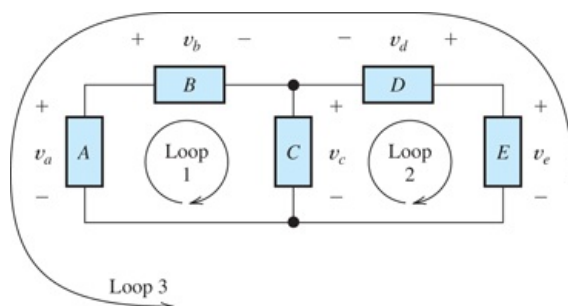 + v_b − − v_d +
B D
+ + +
v_a A Loop 1 C v_c Loop 2 E v_e
− − −
Loop 3